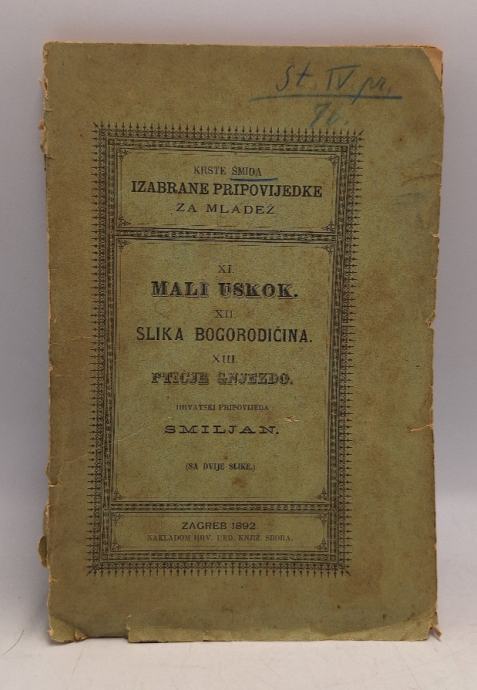 St. IV. pr.
KRSTE ŠMIDA
IZABRANE PRIPOVIJEDKE
ZA MLADEŽ
XI.
MALI USKOK.
XII.
SLIKA BOGORODIČINA.
XIII.
PTICJE GNJEZDO.
HRVATSKI PRIPOVIJEDA
SMILJAN.
(SA DVIJE SLIKE.)
ZAGREB 1892
NAKLADOM HRV. PED. KNJIŽ. SBORA.